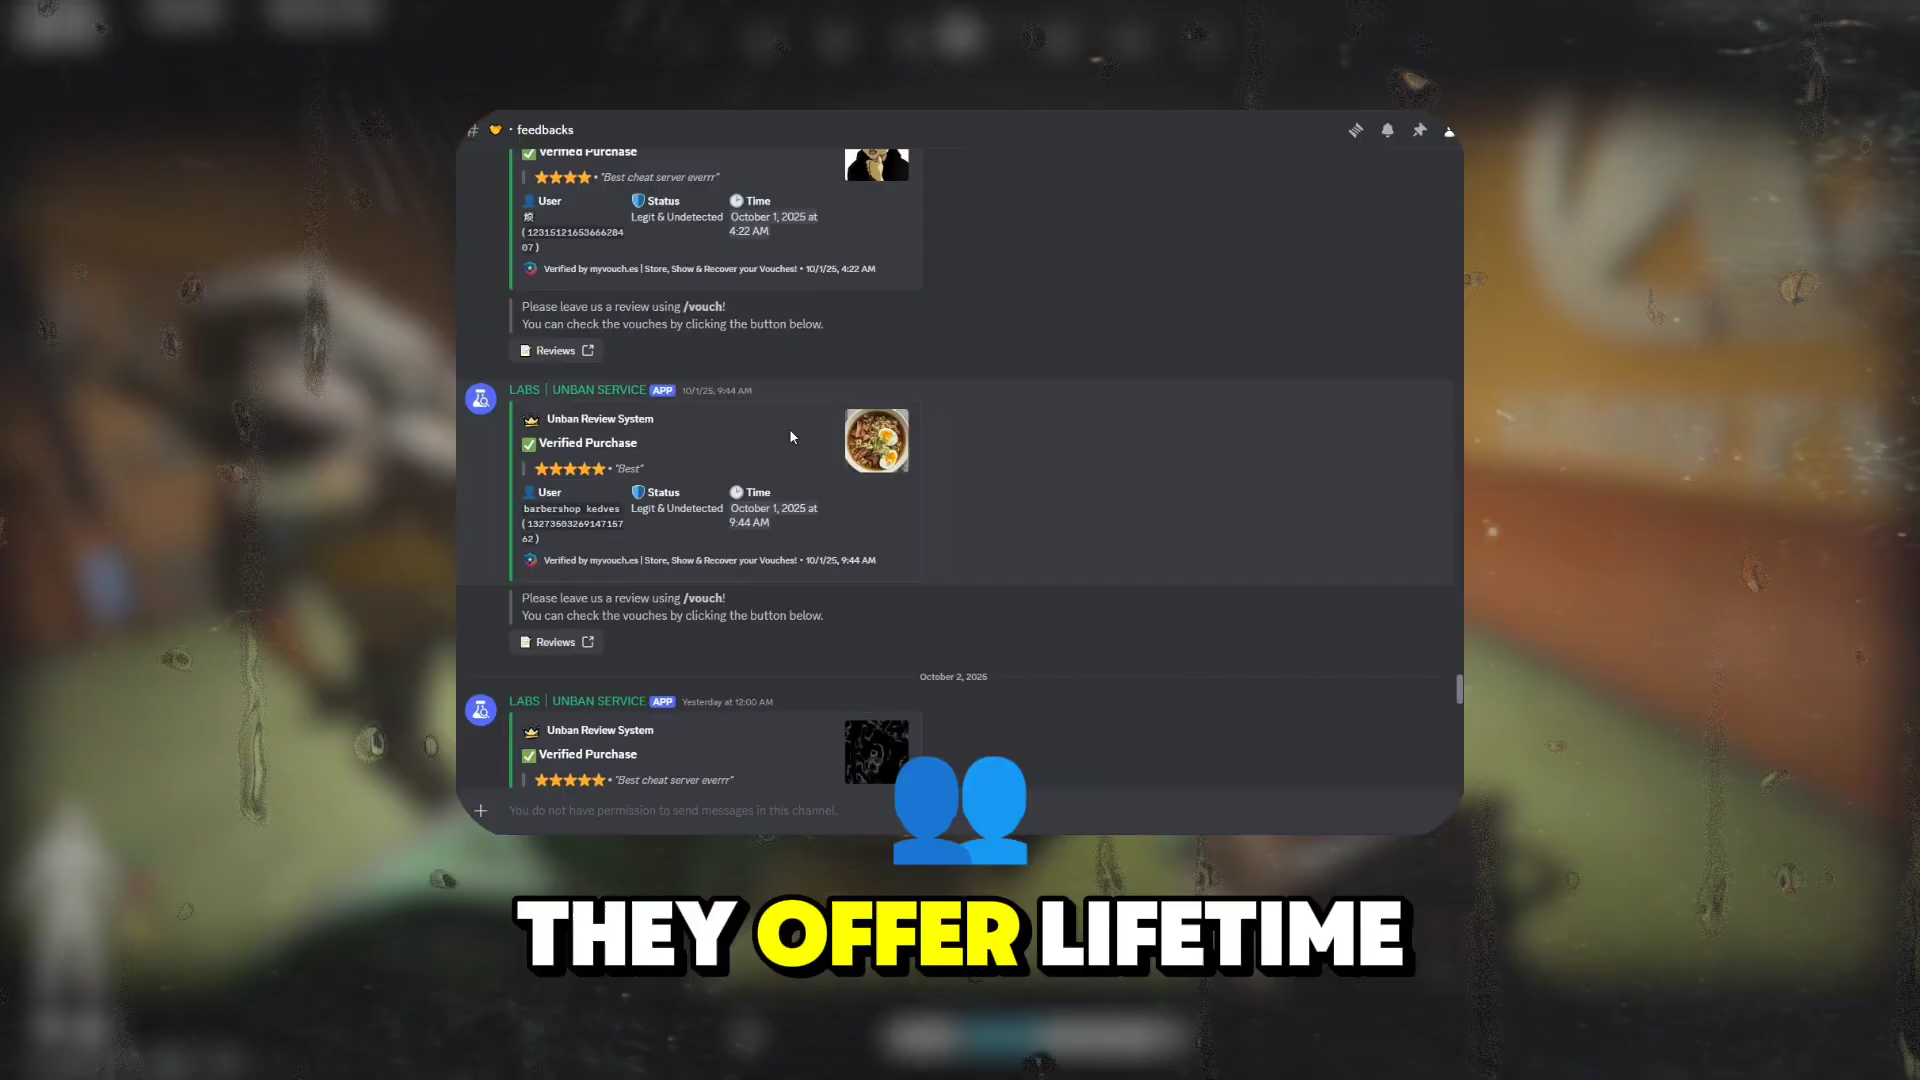 feedbacks
Verified Purchase
• "Best cheat server everrr"
User Status Time
Legit & Undetected October 1, 2025 at
4:22 AM
(12315121653666284
07)
Verified by myvouch.es | Store, Show & Recover your Vouches! • 10/1/25, 4:22 AM
Please leave us a review using /vouch!
You can check the vouches by clicking the button below.
Reviews
LABS | UNBAN SERVICE APP 10/1/25, 9:44 AM
Unban Review System
Verified Purchase
• "Best"
User Status Time
barbershop kedves Legit & Undetected October 1, 2025 at
(13273503269147157 9:44 AM
62)
Verified by myvouch.es | Store, Show & Recover your Vouches! • 10/1/25, 9:44 AM
Please leave us a review using /vouch!
You can check the vouches by clicking the button below.
Reviews
October 2, 2025
LABS | UNBAN SERVICE APP Yesterday at 12:00 AM
Unban Review System
Verified Purchase
• "Best cheat server everrr"
You do not have permission to send messages in this channel.
THEY OFFER LIFETIME